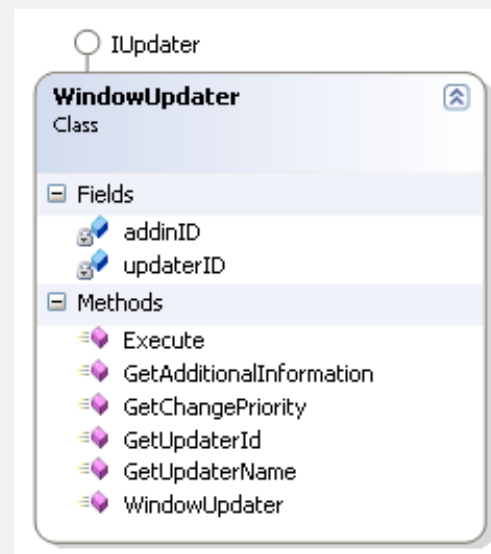 IUpdater
WindowUpdater
Class
Fields
addinID
updaterID
Methods
Execute
GetAdditionalInformation
GetChangePriority
GetUpdaterId
GetUpdaterName
WindowUpdater